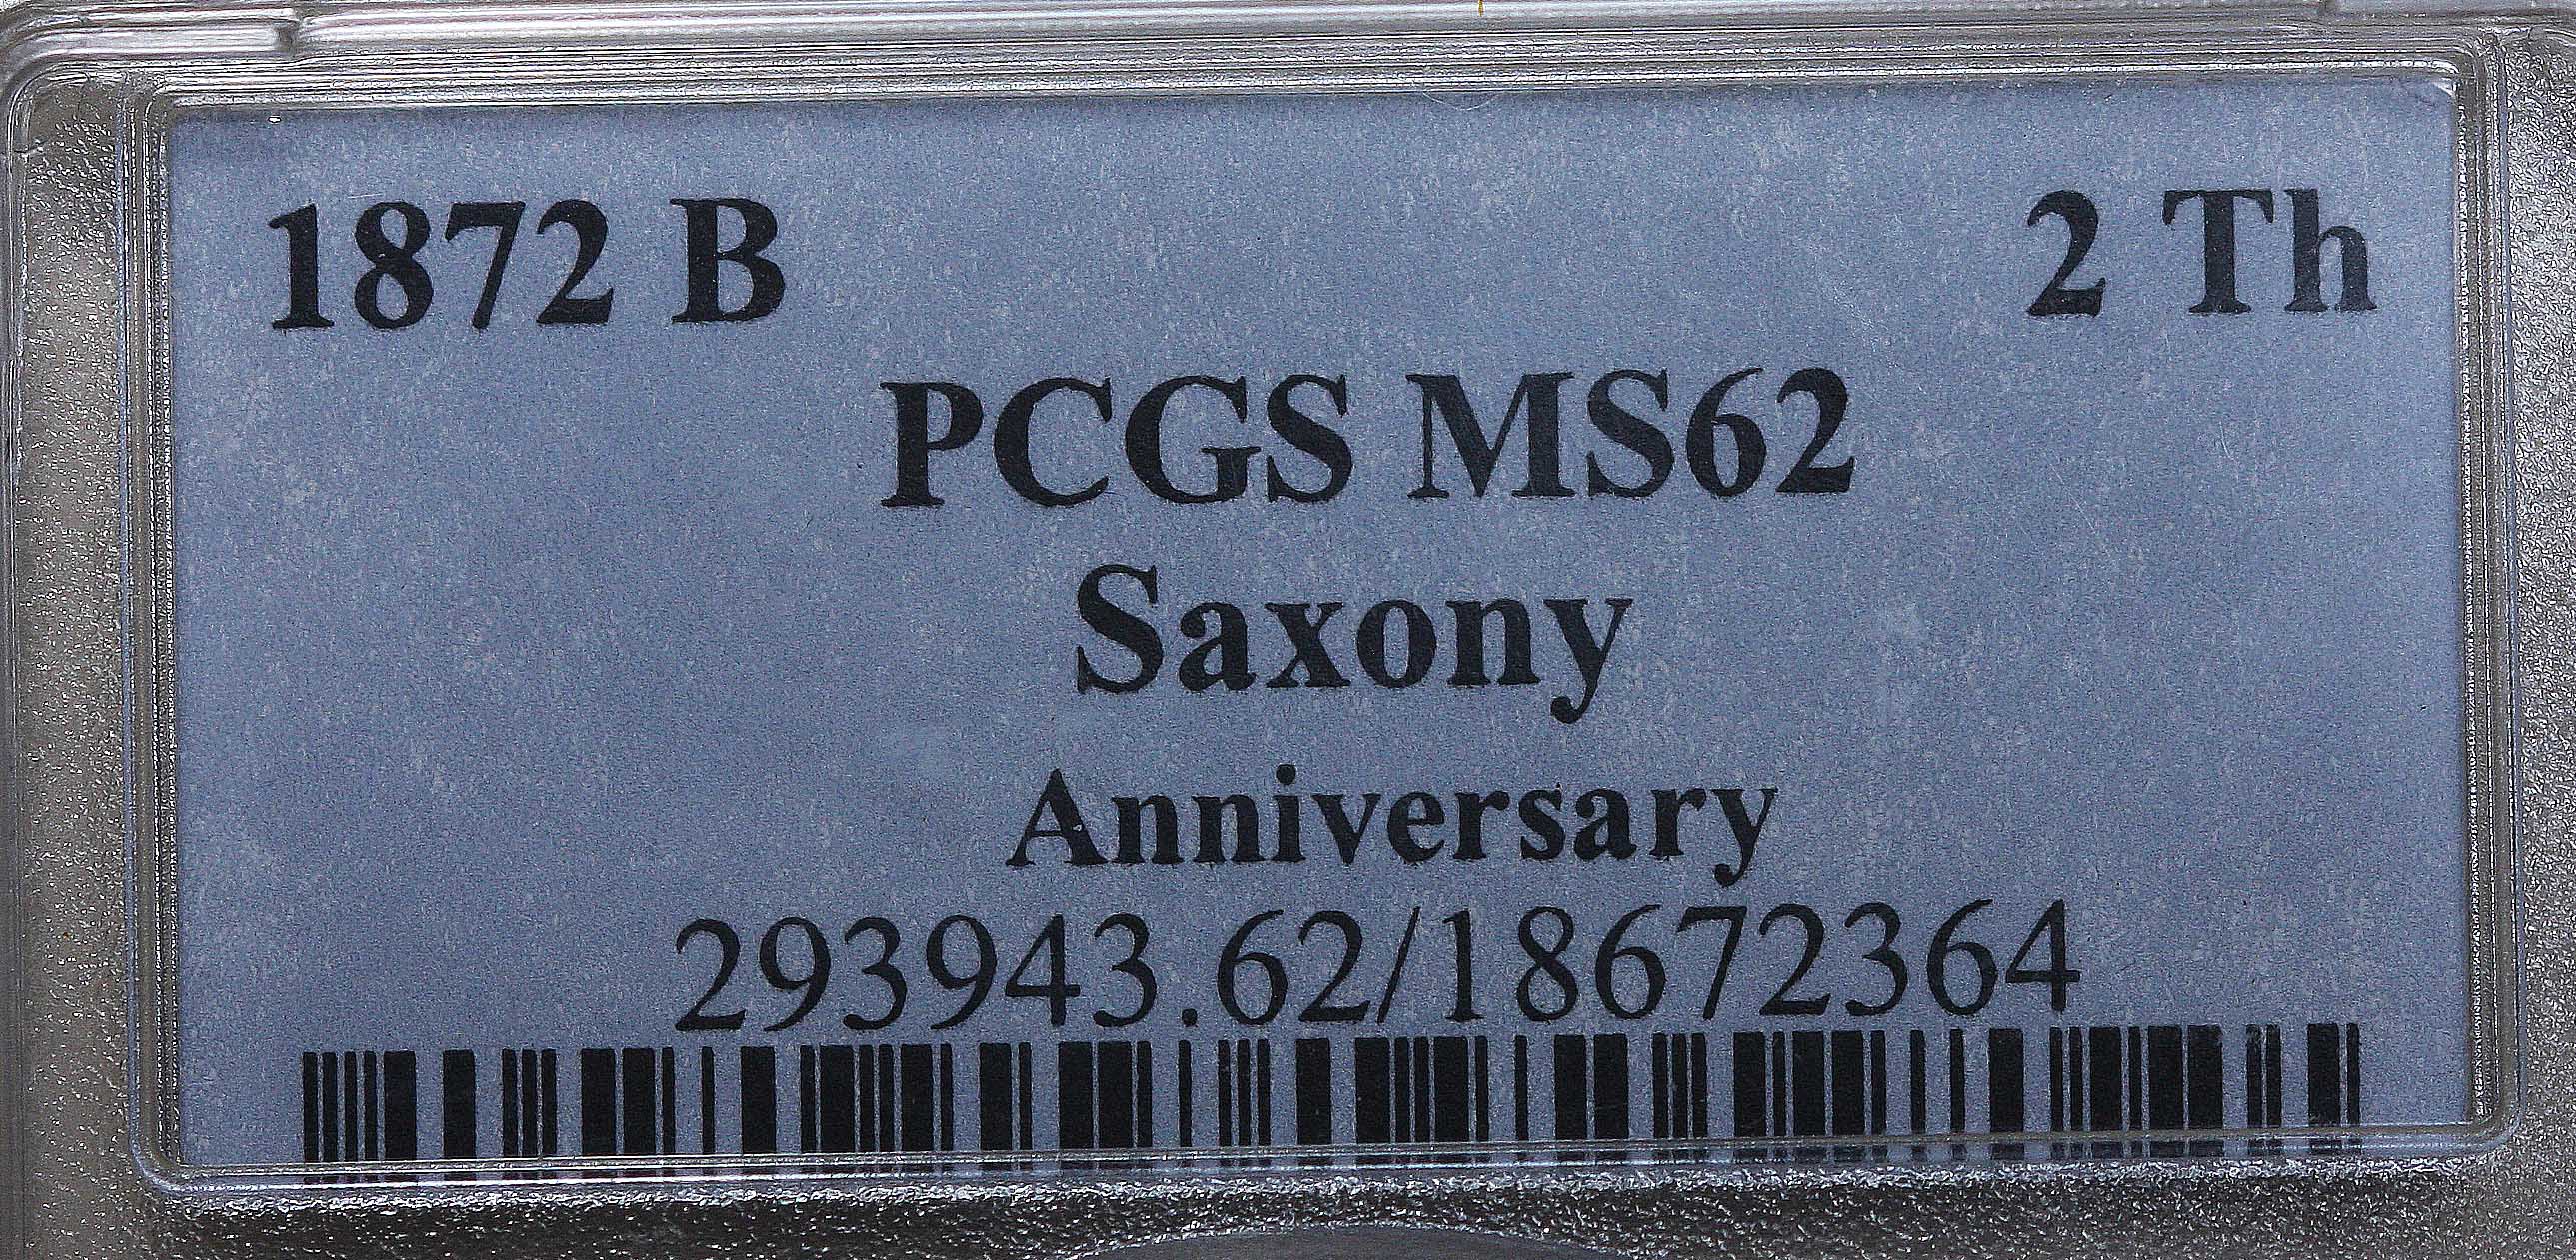 1872 B 2 Th
PCGS MS62
Saxony
Anniversary
293943.62/18672364